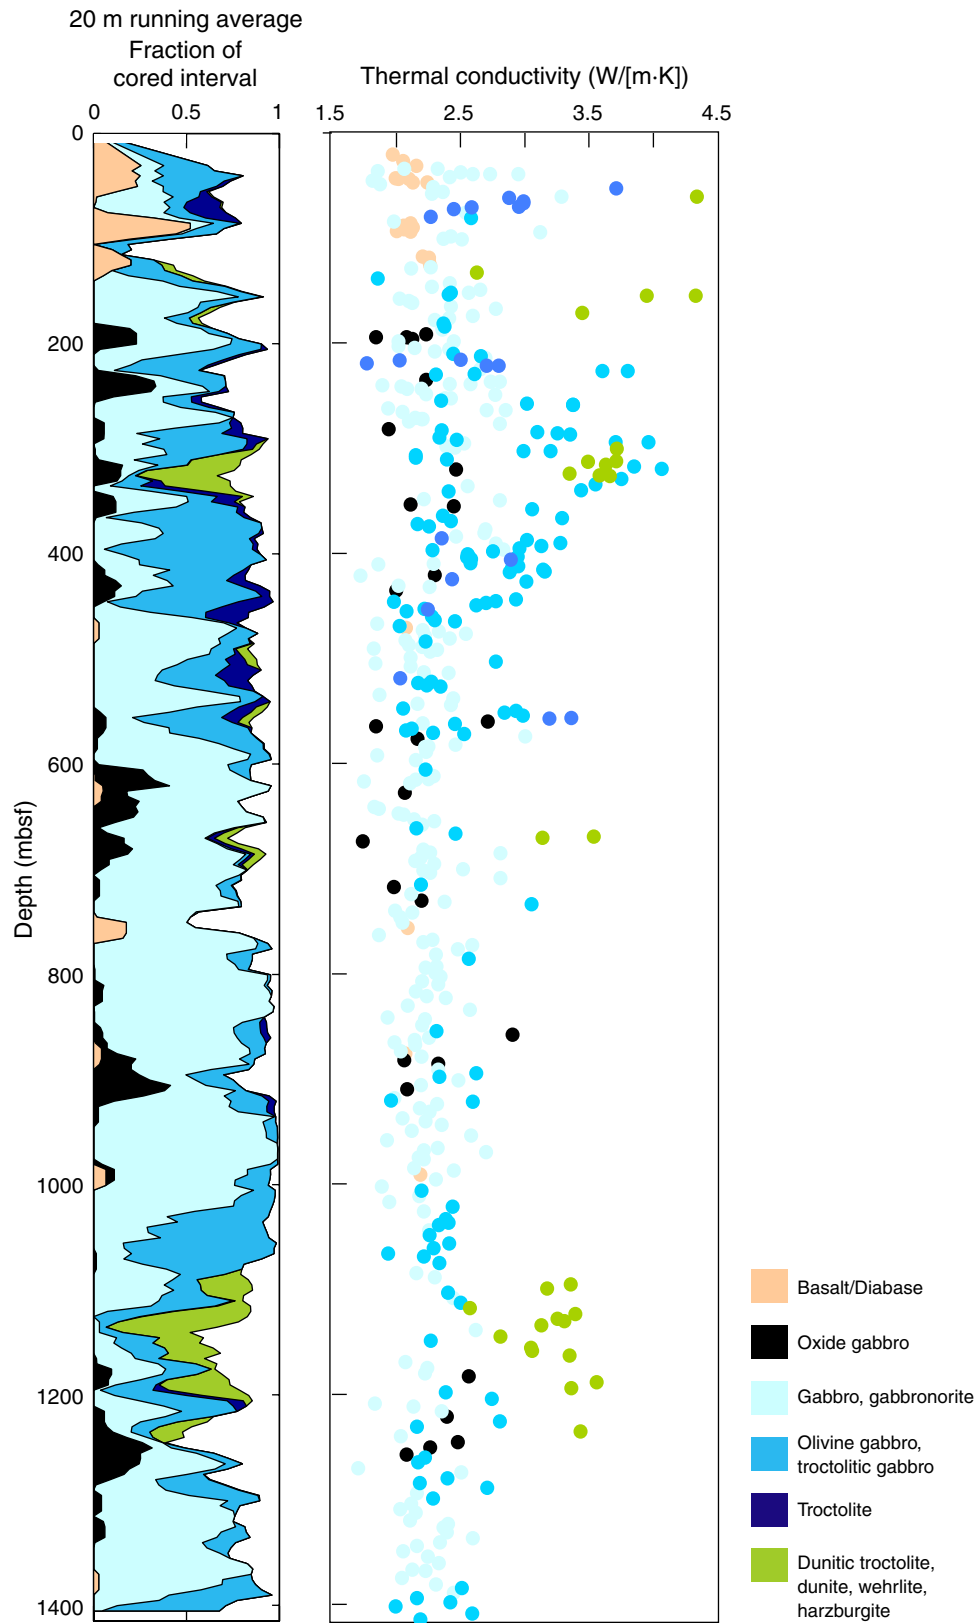 20 m running average
Fraction of
cored interval
Thermal conductivity (W/[m·K])
0 0.5 1
1.5 2.5 3.5 4.5
0
200
400
600
800
1000
1200
1400
Depth (mbsf)
Basalt/Diabase
Oxide gabbro
Gabbro, gabbronorite
Olivine gabbro,
troctolitic gabbro
Troctolite
Dunitic troctolite,
dunite, wehrlite,
harzburgite